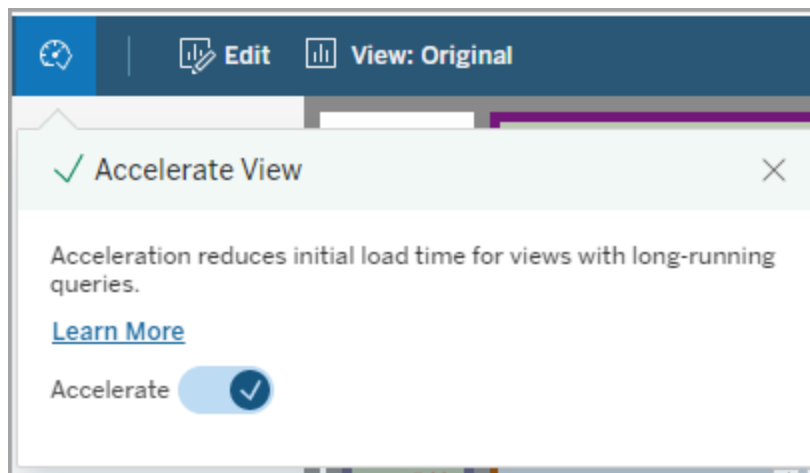 Edit View: Original
Accelerate View
Acceleration reduces initial load time for views with long-running
queries.
Learn More
Accelerate